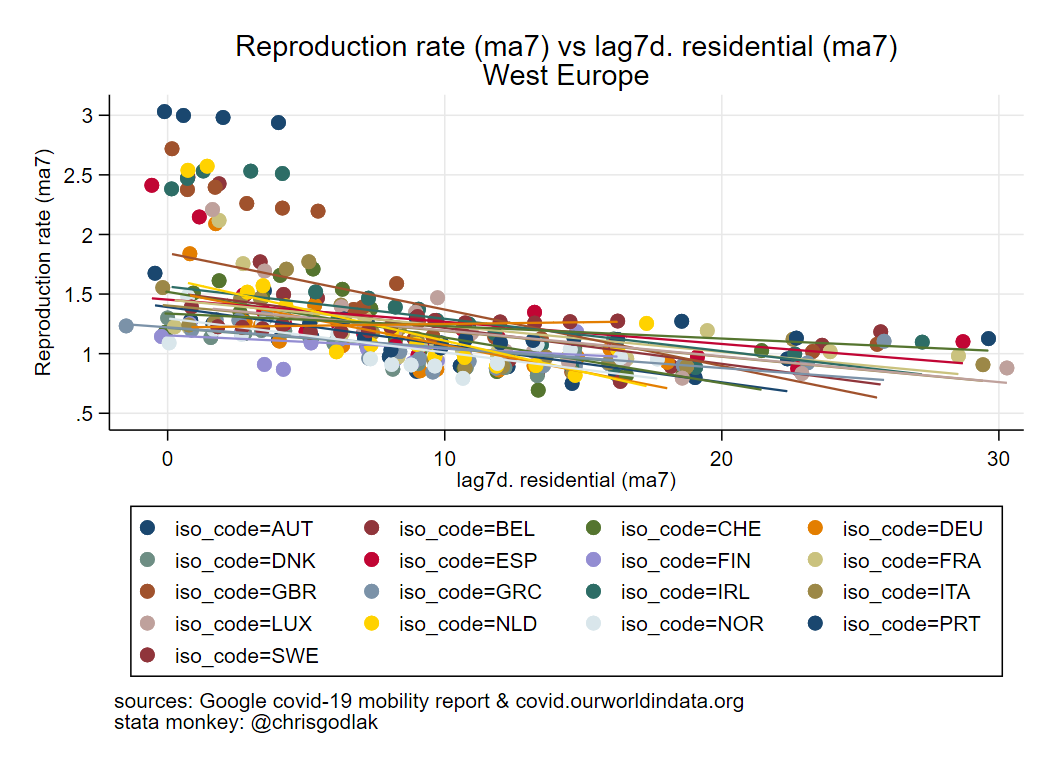 Reproduction rate (ma7) vs lag7d. residential (ma7)
West Europe
Reproduction rate (ma7)
3
2.5
2
1.5
1
.5
0
10
20
30
lag7d. residential (ma7)
iso_code=AUT
iso_code=BEL
iso_code=CHE
iso_code=DEU
iso_code=DNK
iso_code=ESP
iso_code=FIN
iso_code=FRA
iso_code=GBR
iso_code=GRC
iso_code=IRL
iso_code=ITA
iso_code=LUX
iso_code=NLD
iso_code=NOR
iso_code=PRT
iso_code=SWE
sources: Google covid-19 mobility report & covid.ourworldindata.org
stata monkey: @chrisgodlak